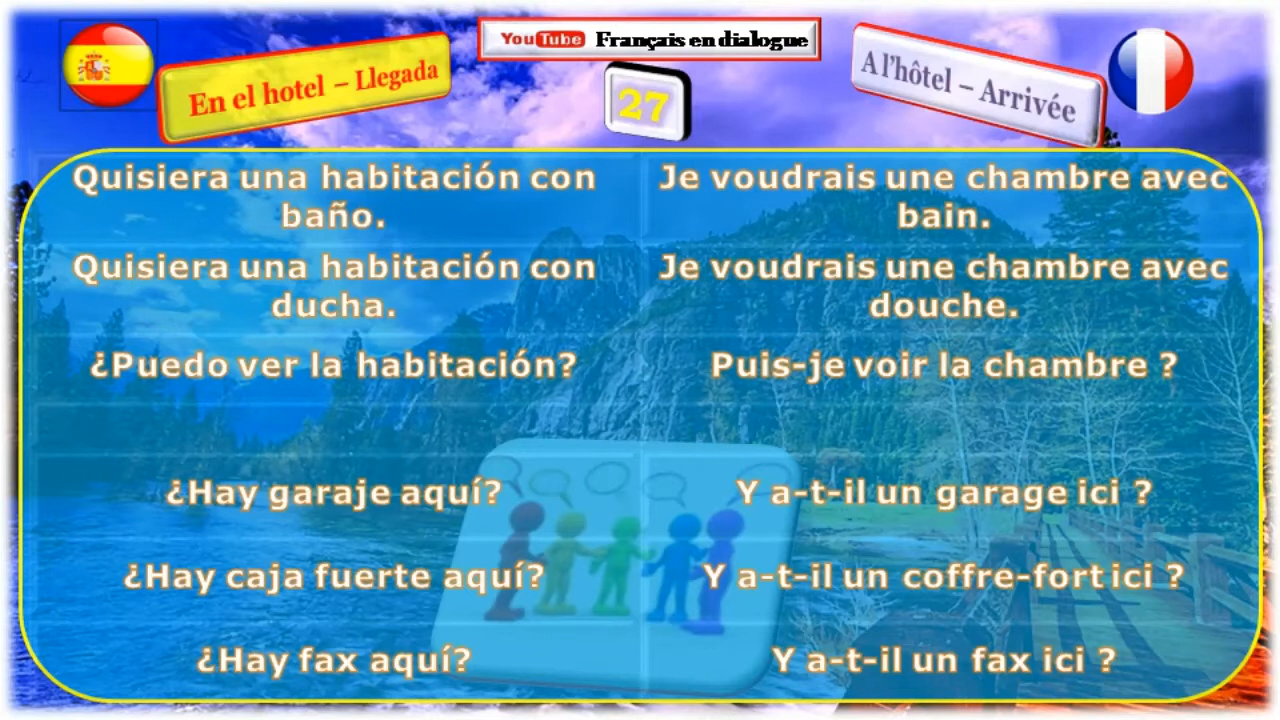 YouTube Français en dialogue
En el hotel – Llegada
27
A l'hôtel – Arrivée
Quisiera una habitación con
baño.
Je voudrais une chambre avec
bain.
Quisiera una habitación con
ducha.
Je voudrais une chambre avec
douche.
¿Puedo ver la habitación?
Puis-je voir la chambre ?
¿Hay garaje aquí?
Y a-t-il un garage ici ?
¿Hay caja fuerte aquí?
Y a-t-il un coffre-fort ici ?
¿Hay fax aquí?
Y a-t-il un fax ici ?